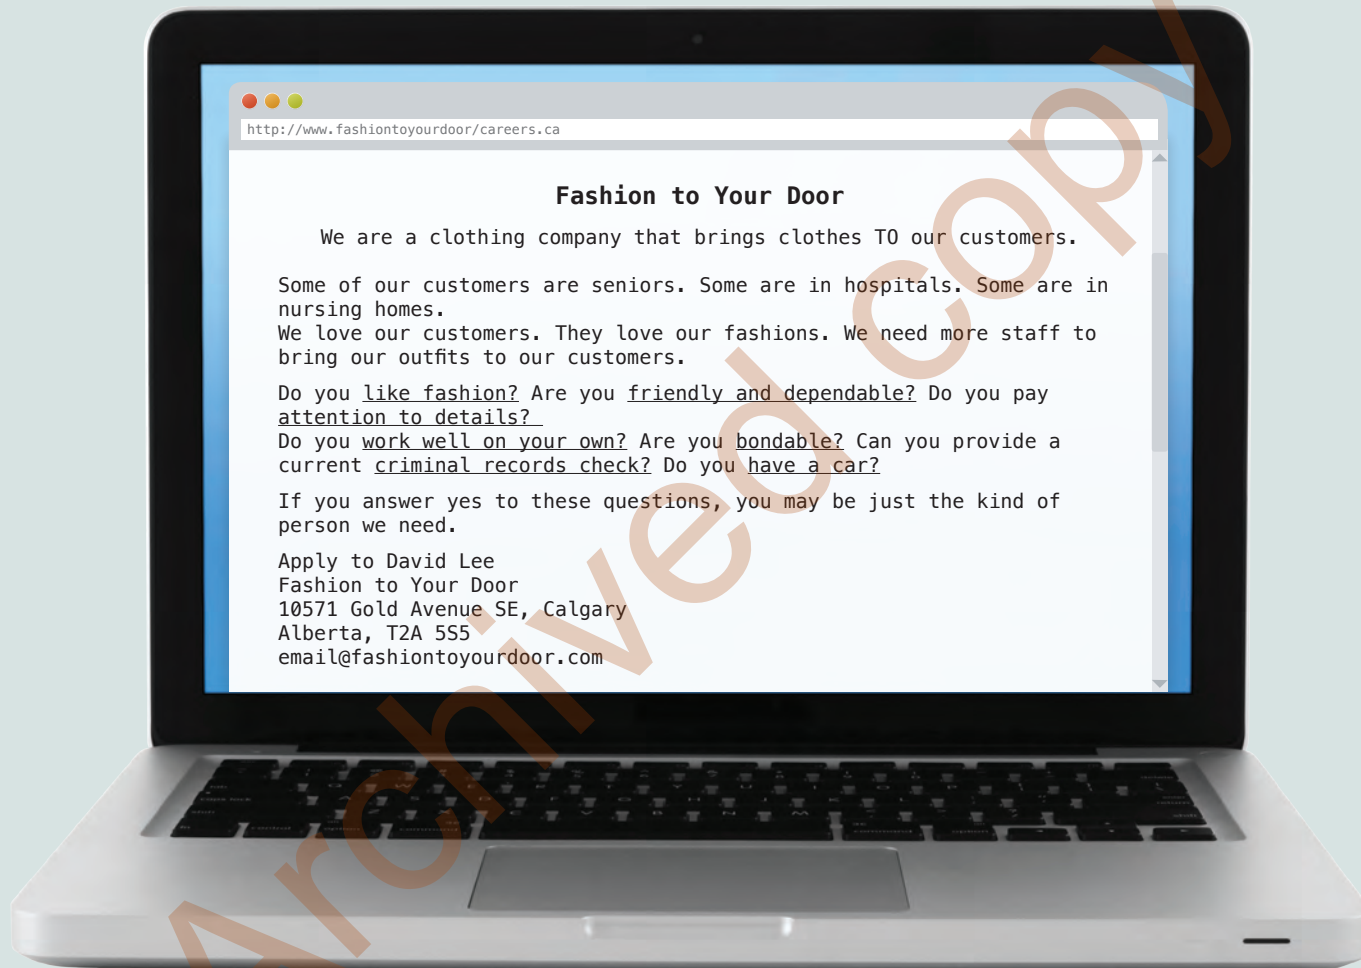 http://www.fashiontoyourdoor/careers.ca
Fashion to Your Door
We are a clothing company that brings clothes TO our customers.
Some of our customers are seniors. Some are in hospitals. Some are in
nursing homes.
We love our customers. They love our fashions. We need more staff to
bring our outfits to our customers.
Do you like fashion? Are you friendly and dependable? Do you pay
attention to details?
Do you work well on your own? Are you bondable? Can you provide a
current criminal records check? Do you have a car?
If you answer yes to these questions, you may be just the kind of
person we need.
Apply to David Lee
Fashion to Your Door
10571 Gold Avenue SE, Calgary
Alberta, T2A 5S5
email@fashiontoyourdoor.com
Archived copy